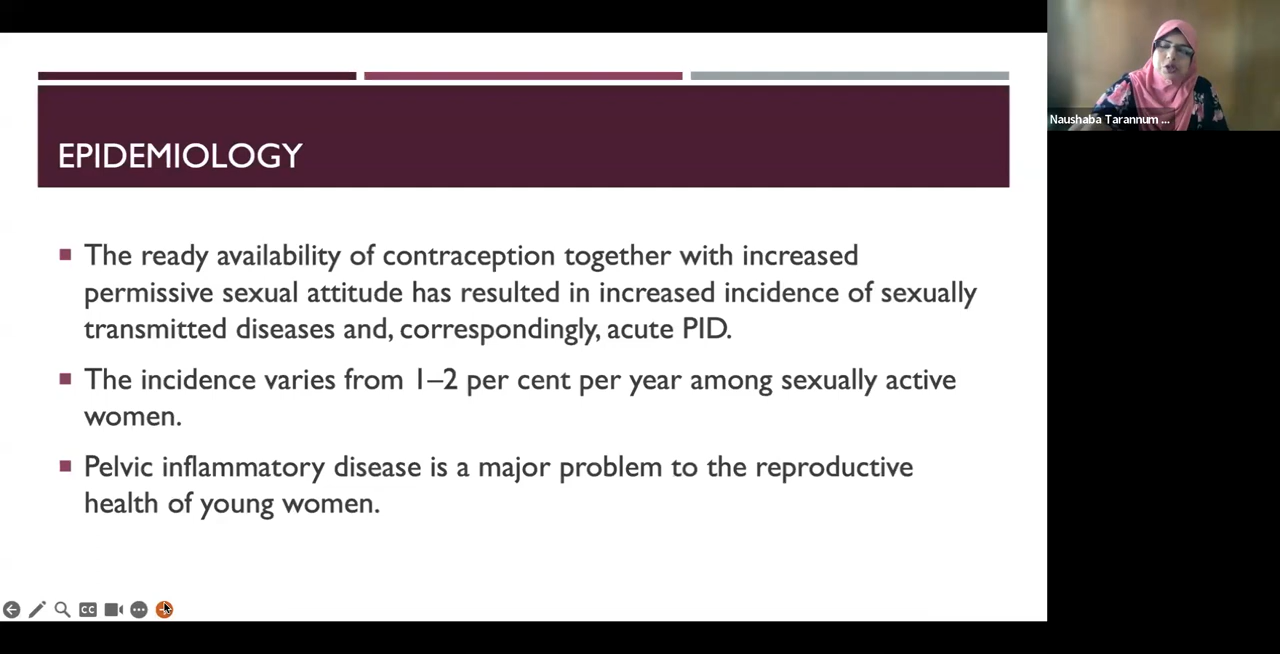 EPIDEMIOLOGY
The ready availability of contraception together with increased
permissive sexual attitude has resulted in increased incidence of sexually
transmitted diseases and, correspondingly, acute PID.
The incidence varies from 1–2 per cent per year among sexually active
women.
Pelvic inflammatory disease is a major problem to the reproductive
health of young women.
Naushaba Tarannum ...
CC